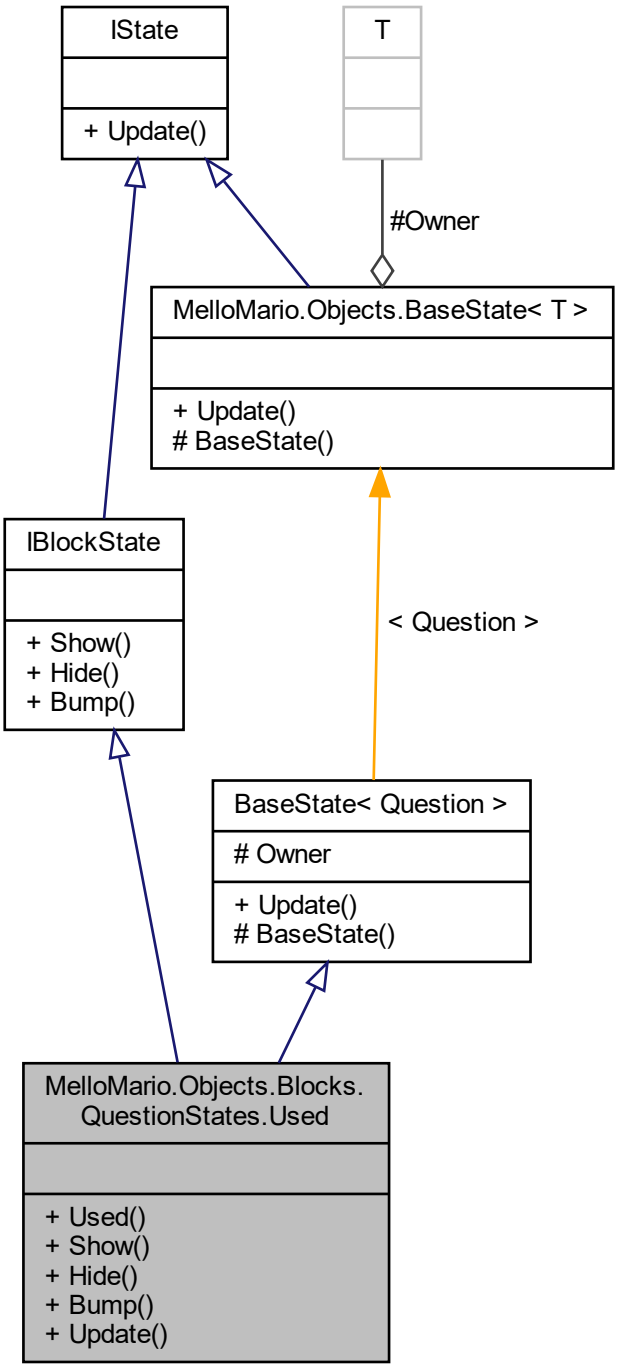 IState
+ Update()
T
#Owner
MelloMario.Objects.BaseState< T >
+ Update()
# BaseState()
IBlockState
+ Show()
+ Hide()
+ Bump()
< Question >
BaseState< Question >
# Owner
+ Update()
# BaseState()
MelloMario.Objects.Blocks.
QuestionStates.Used
+ Used()
+ Show()
+ Hide()
+ Bump()
+ Update()